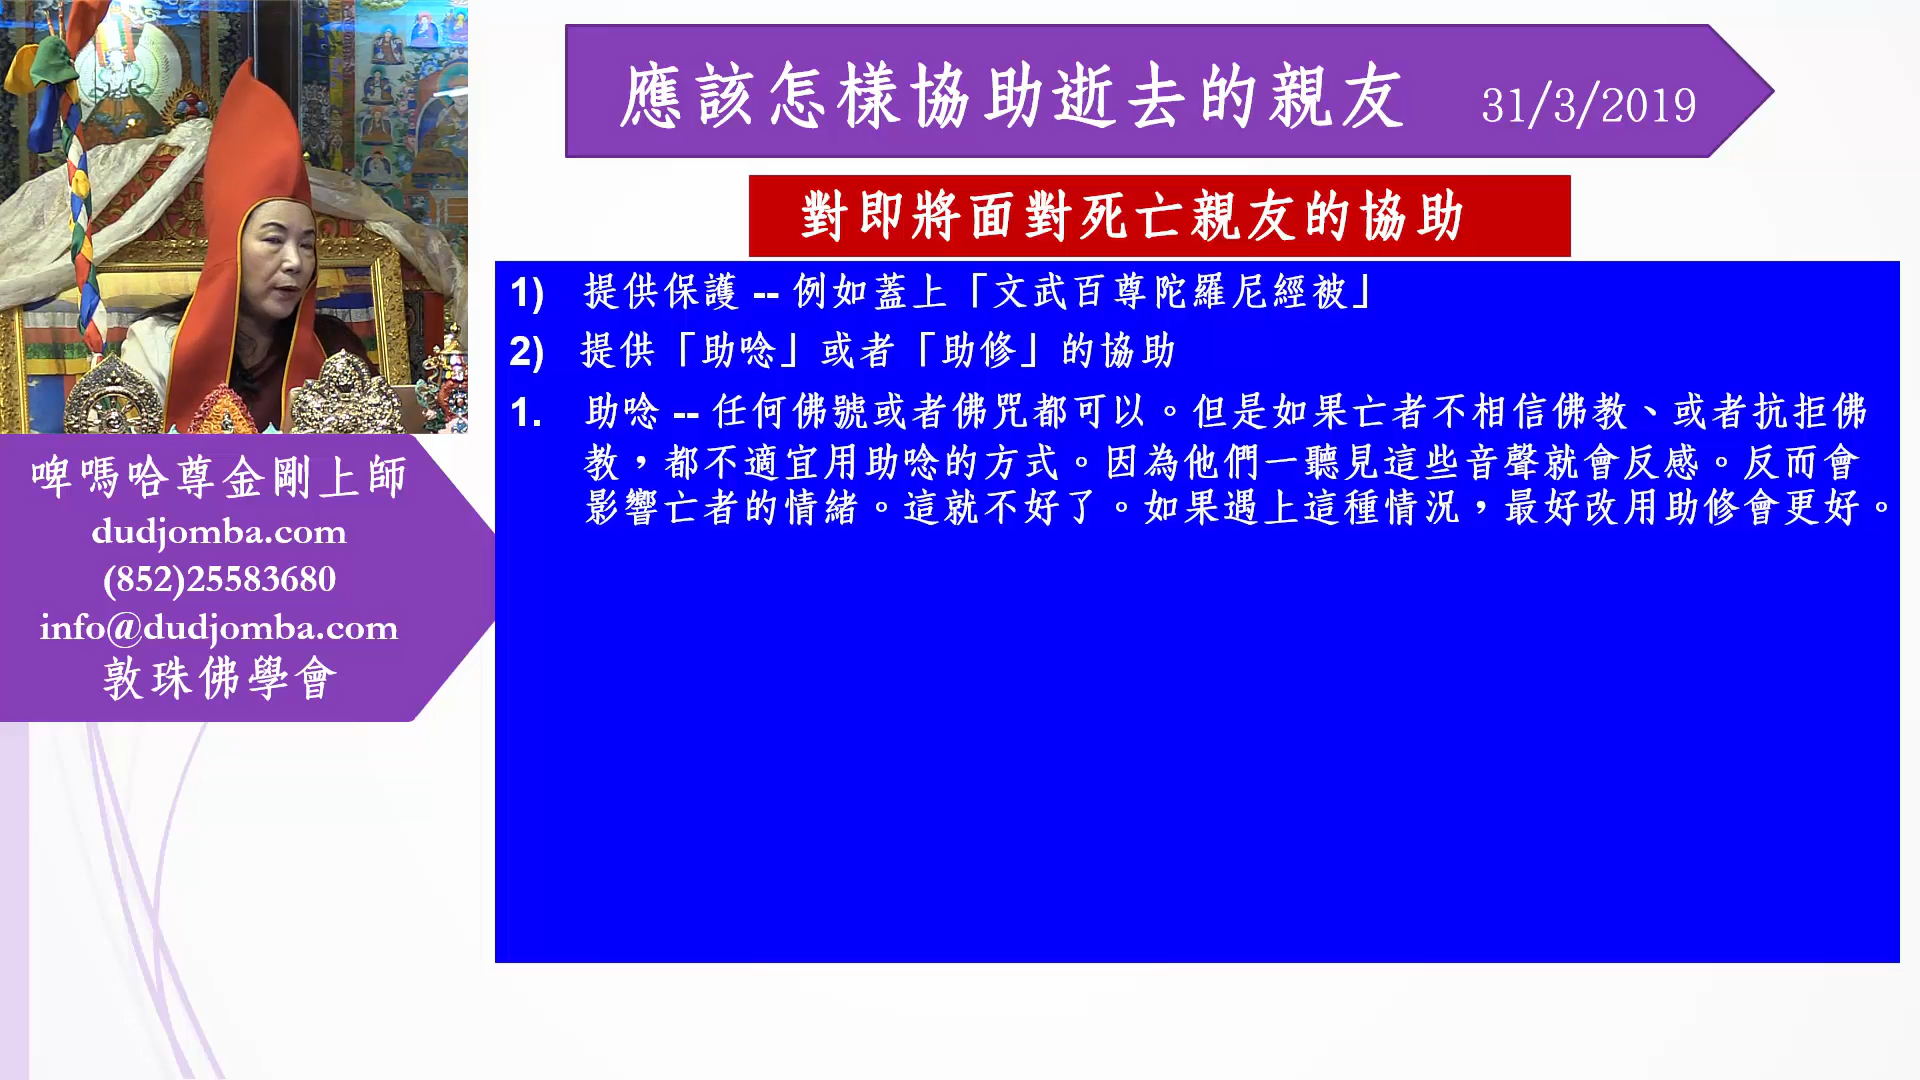 應該怎樣協助逝去的親友 31/3/2019
對即將面對死亡親友的協助
1) 提供保護 -- 例如蓋上「文武百尊陀羅尼經被」
2) 提供「助唸」或者「助修」的協助
1. 助唸 -- 任何佛號或者佛咒都可以。但是如果亡者不相信佛教、或者抗拒佛
教，都不適宜用助唸的方式。因為他們一聽見這些音聲就會反感。反而會
影響亡者的情緒。這就不好了。如果遇上這種情況，最好改用助修會更好。
啤嗎哈尊金剛上師
dudjomba.com
(852)25583680
info@dudjomba.com
敦珠佛學會